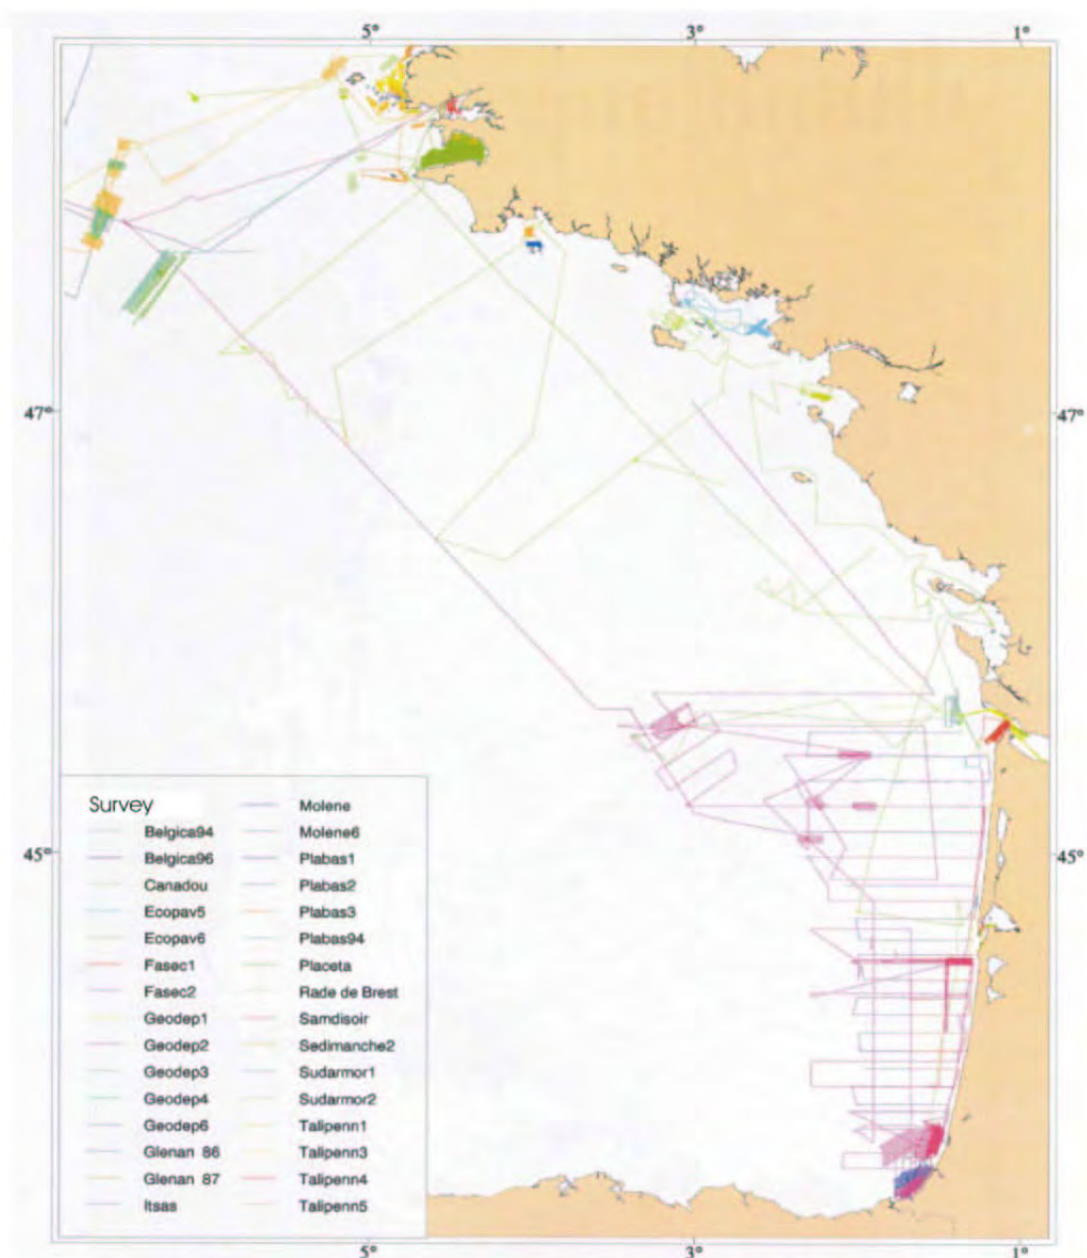 5° 3° 1°
47° 47°
45° 45°
Survey
Belgica94
Belgica96
Canadou
Ecopav5
Ecopav6
Fasec1
Fasec2
Geodep1
Geodep2
Geodep3
Geodep4
Geodep6
Glenan 86
Glenan 87
Itsas
Molene
Molene6
Plabas1
Plabas2
Plabas3
Plabas94
Placeta
Rade de Brest
Samdisoir
Sedimanche2
Sudarmor1
Sudarmor2
Talipenn1
Talipenn3
Talipenn4
Talipenn5
5° 3° 1°